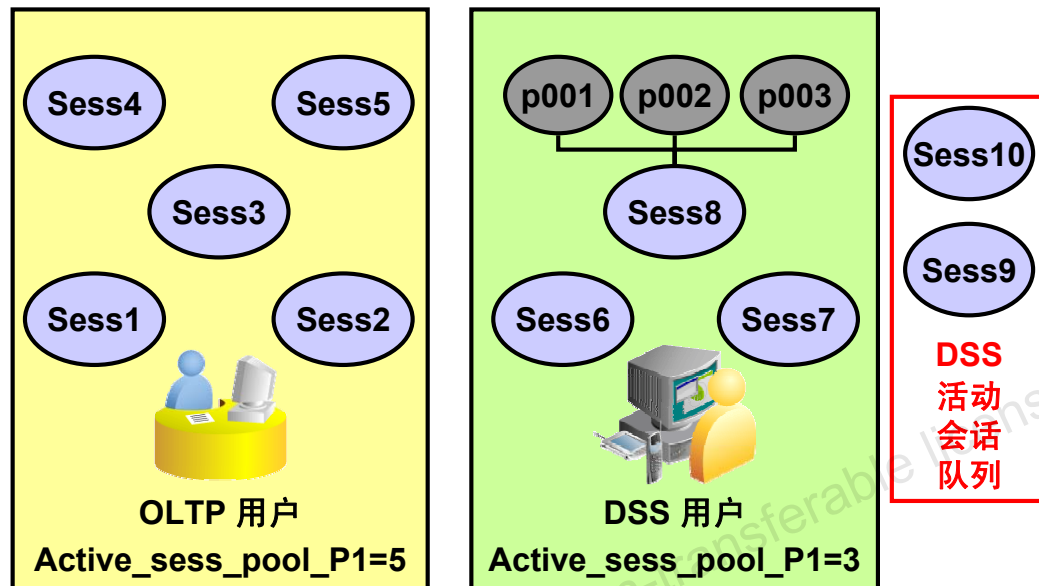 Sess4
Sess5
Sess3
Sess1
Sess2
OLTP 用户
Active_sess_pool_P1=5
p001
p002
p003
Sess8
Sess6
Sess7
DSS 用户
Active_sess_pool_P1=3
Sess10
Sess9
DSS
活动
会话
队列